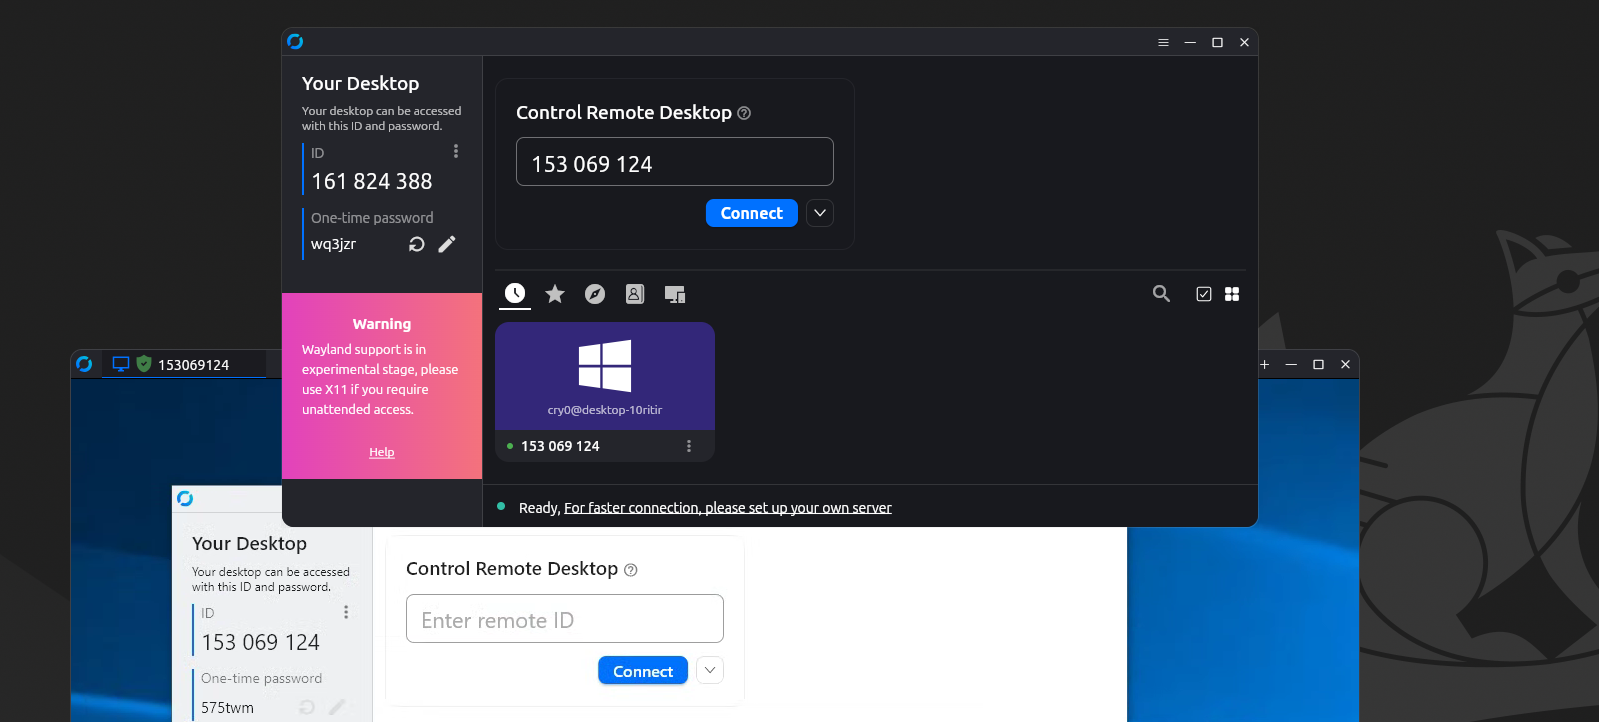 Your Desktop
Your desktop can be accessed
with this ID and password.
ID
161 824 388
One-time password
wq3jzr
Warning
Wayland support is in
experimental stage, please
use X11 if you require
unattended access.
Help
Control Remote Desktop
153 069 124
Connect
cry0@desktop-10ritir
153 069 124
Ready, For faster connection, please set up your own server
153069124
Your Desktop
Your desktop can be accessed
with this ID and password.
ID
153 069 124
One-time password
575twm
Control Remote Desktop
Enter remote ID
Connect